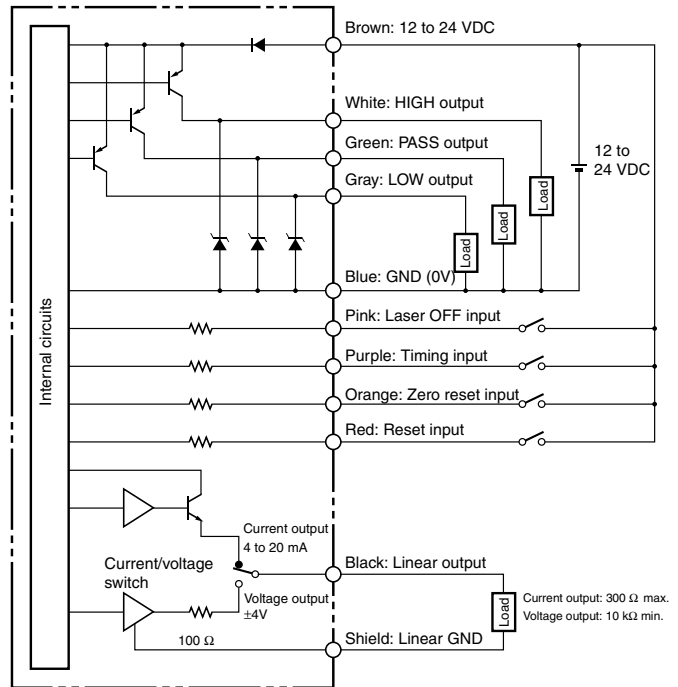 Brown: 12 to 24 VDC
White: HIGH output
Green: PASS output
Gray: LOW output
12 to
24 VDC
Load
Load
Load
Blue: GND (0V)
Pink: Laser OFF input
Purple: Timing input
Orange: Zero reset input
Red: Reset input
Internal circuits
Current output
4 to 20 mA
Current/voltage
switch
Black: Linear output
Voltage output
±4V
Load
Current output: 300 Ω max.
Voltage output: 10 kΩ min.
100 Ω
Shield: Linear GND